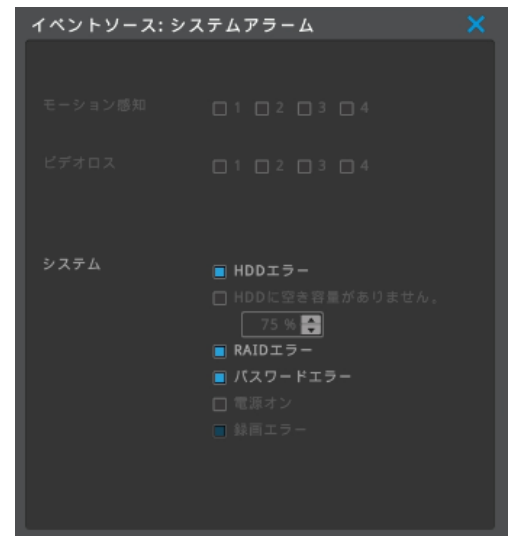 イベントソース: システムアラーム
モーション感知 1 2 3 4
ビデオロス 1 2 3 4
システム HDDエラー
HDDに空き容量がありません。
75 %
RAIDエラー
パスワードエラー
電源オン
録画エラー